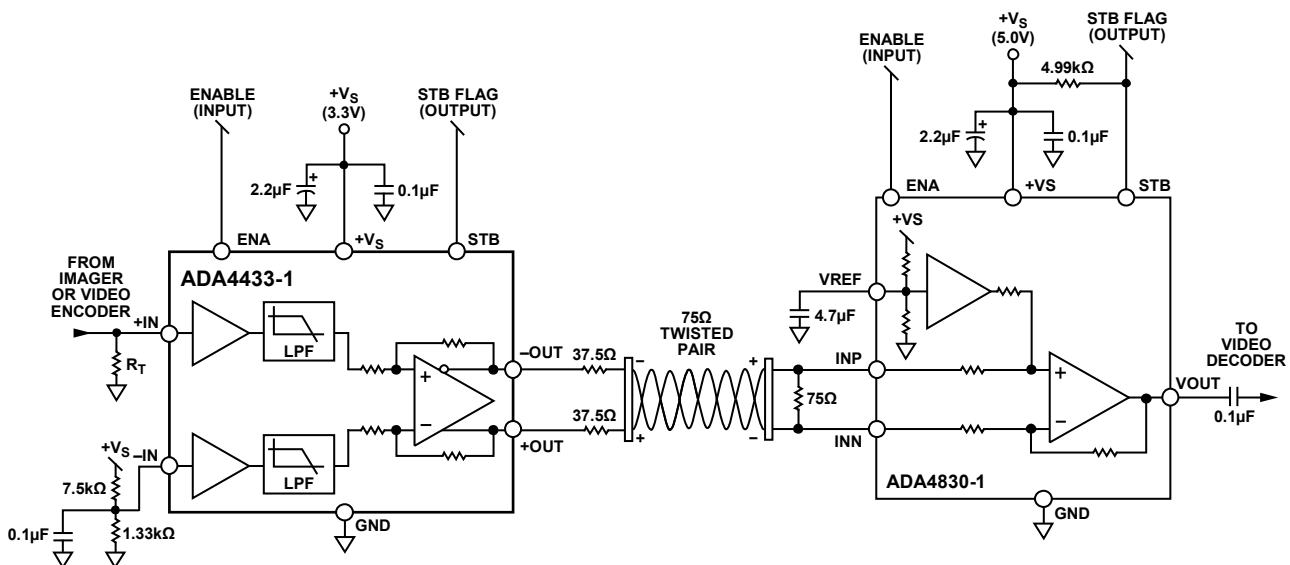 ENABLE
(INPUT)
+VS
(3.3V)
STB FLAG
(OUTPUT)
2.2µF
+
0.1µF
ENA
+VS
STB
FROM
IMAGER
OR VIDEO
ENCODER
ADA4433-1
+IN
RT
LPF
+
–
–OUT
+OUT
+VS
–IN
7.5kΩ
0.1µF
1.33kΩ
LPF
GND
37.5Ω
37.5Ω
75Ω
TWISTED
PAIR
–
+
+
–
75Ω
ENABLE
(INPUT)
+VS
(5.0V)
STB FLAG
(OUTPUT)
4.99kΩ
2.2µF
+
0.1µF
ENA
+VS
STB
+VS
VREF
4.7µF
INP
INN
+
–
VOUT
TO
VIDEO
DECODER
0.1µF
ADA4830-1
GND